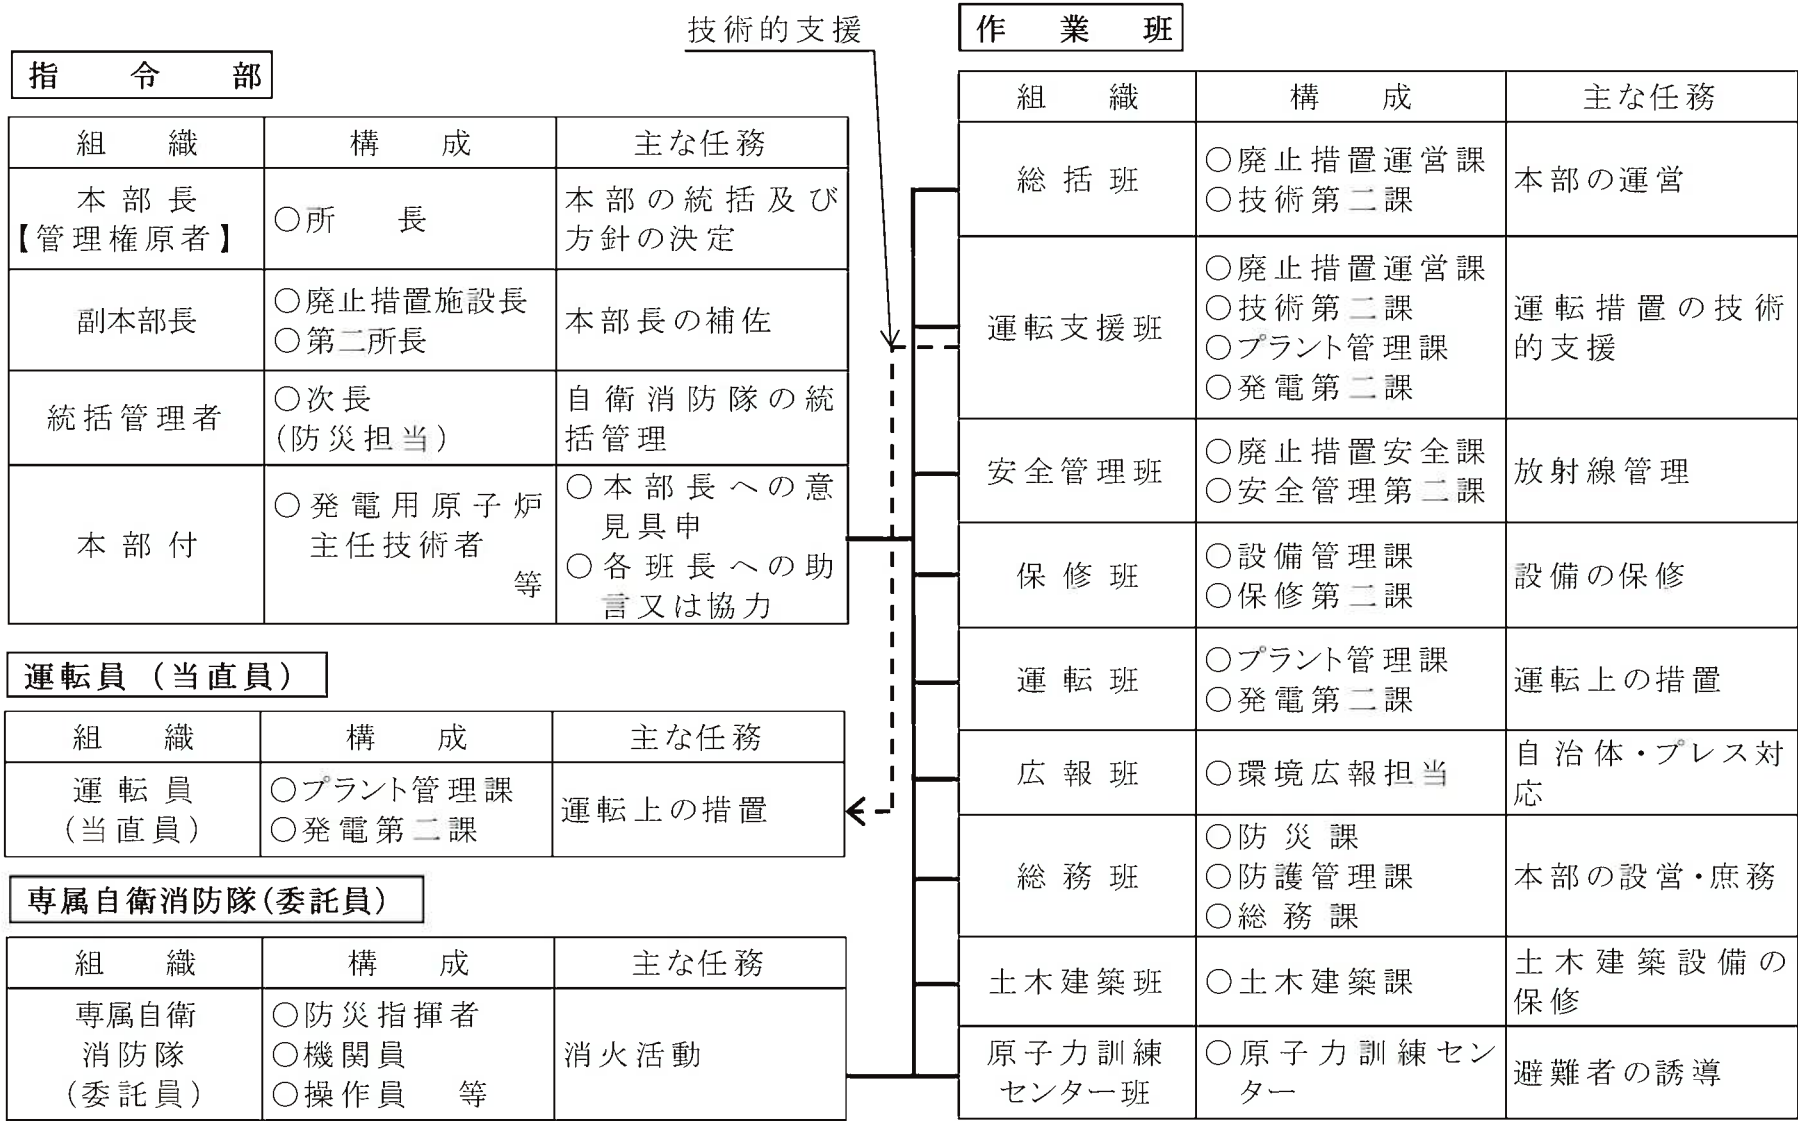 技術的支援
指令部
組織 構成 主な任務
本部長
【管理権原者】
○所長
本部の統括及び
方針の決定
副本部長
○廃止措置施設長
○第二所長
本部長の補佐
統括管理者
○次長
(防災担当)
自衛消防隊の統
括管理
本部付
○発電用原子炉
主任技術者
等
○本部長への意
見具申
○各班長への助
言又は協力
運転員(当直員)
組織 構成 主な任務
運転員
(当直員)
○プラント管理課
○発電第二課
運転上の措置
専属自衛消防隊(委託員)
組織 構成 主な任務
専属自衛
消防隊
(委託員)
○防災指揮者
○機関員
○操作員 等
消火活動
作業班
組織 構成 主な任務
総括班
○廃止措置運営課
○技術第二課
本部の運営
運転支援班
○廃止措置運営課
○技術第二課
○プラント管理課
○発電第二課
運転措置の技術
的支援
安全管理班
○廃止措置安全課
○安全管理第二課
放射線管理
保修班
○設備管理課
○保修第二課
設備の保修
運転班
○プラント管理課
○発電第二課
運転上の措置
広報班
○環境広報担当
自治体・プレス対
応
総務班
○防災課
○防護管理課
○総務課
本部の設営・庶務
土木建築班
○土木建築課
土木建築設備の
保修
原子力訓練
センター班
○原子力訓練セン
ター
避難者の誘導